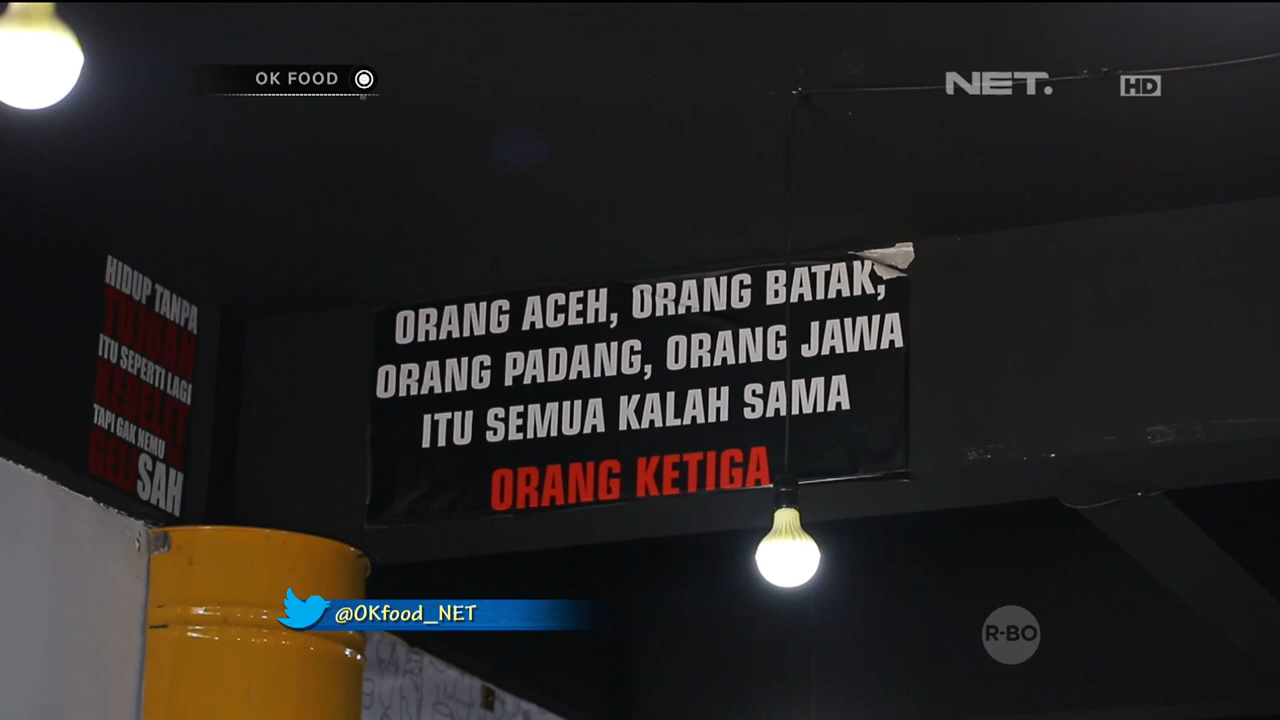 OK FOOD
NET.
HD
HIDUP TANPA
TUJUAN
ITU SEPERTI LAGI
KEBELET
TAPI GAK NEMU
SAH
ORANG ACEH, ORANG BATAK,
ORANG PADANG, ORANG JAWA
ITU SEMUA KALAH SAMA
ORANG KETIGA
@OKfood_NET
R-BO